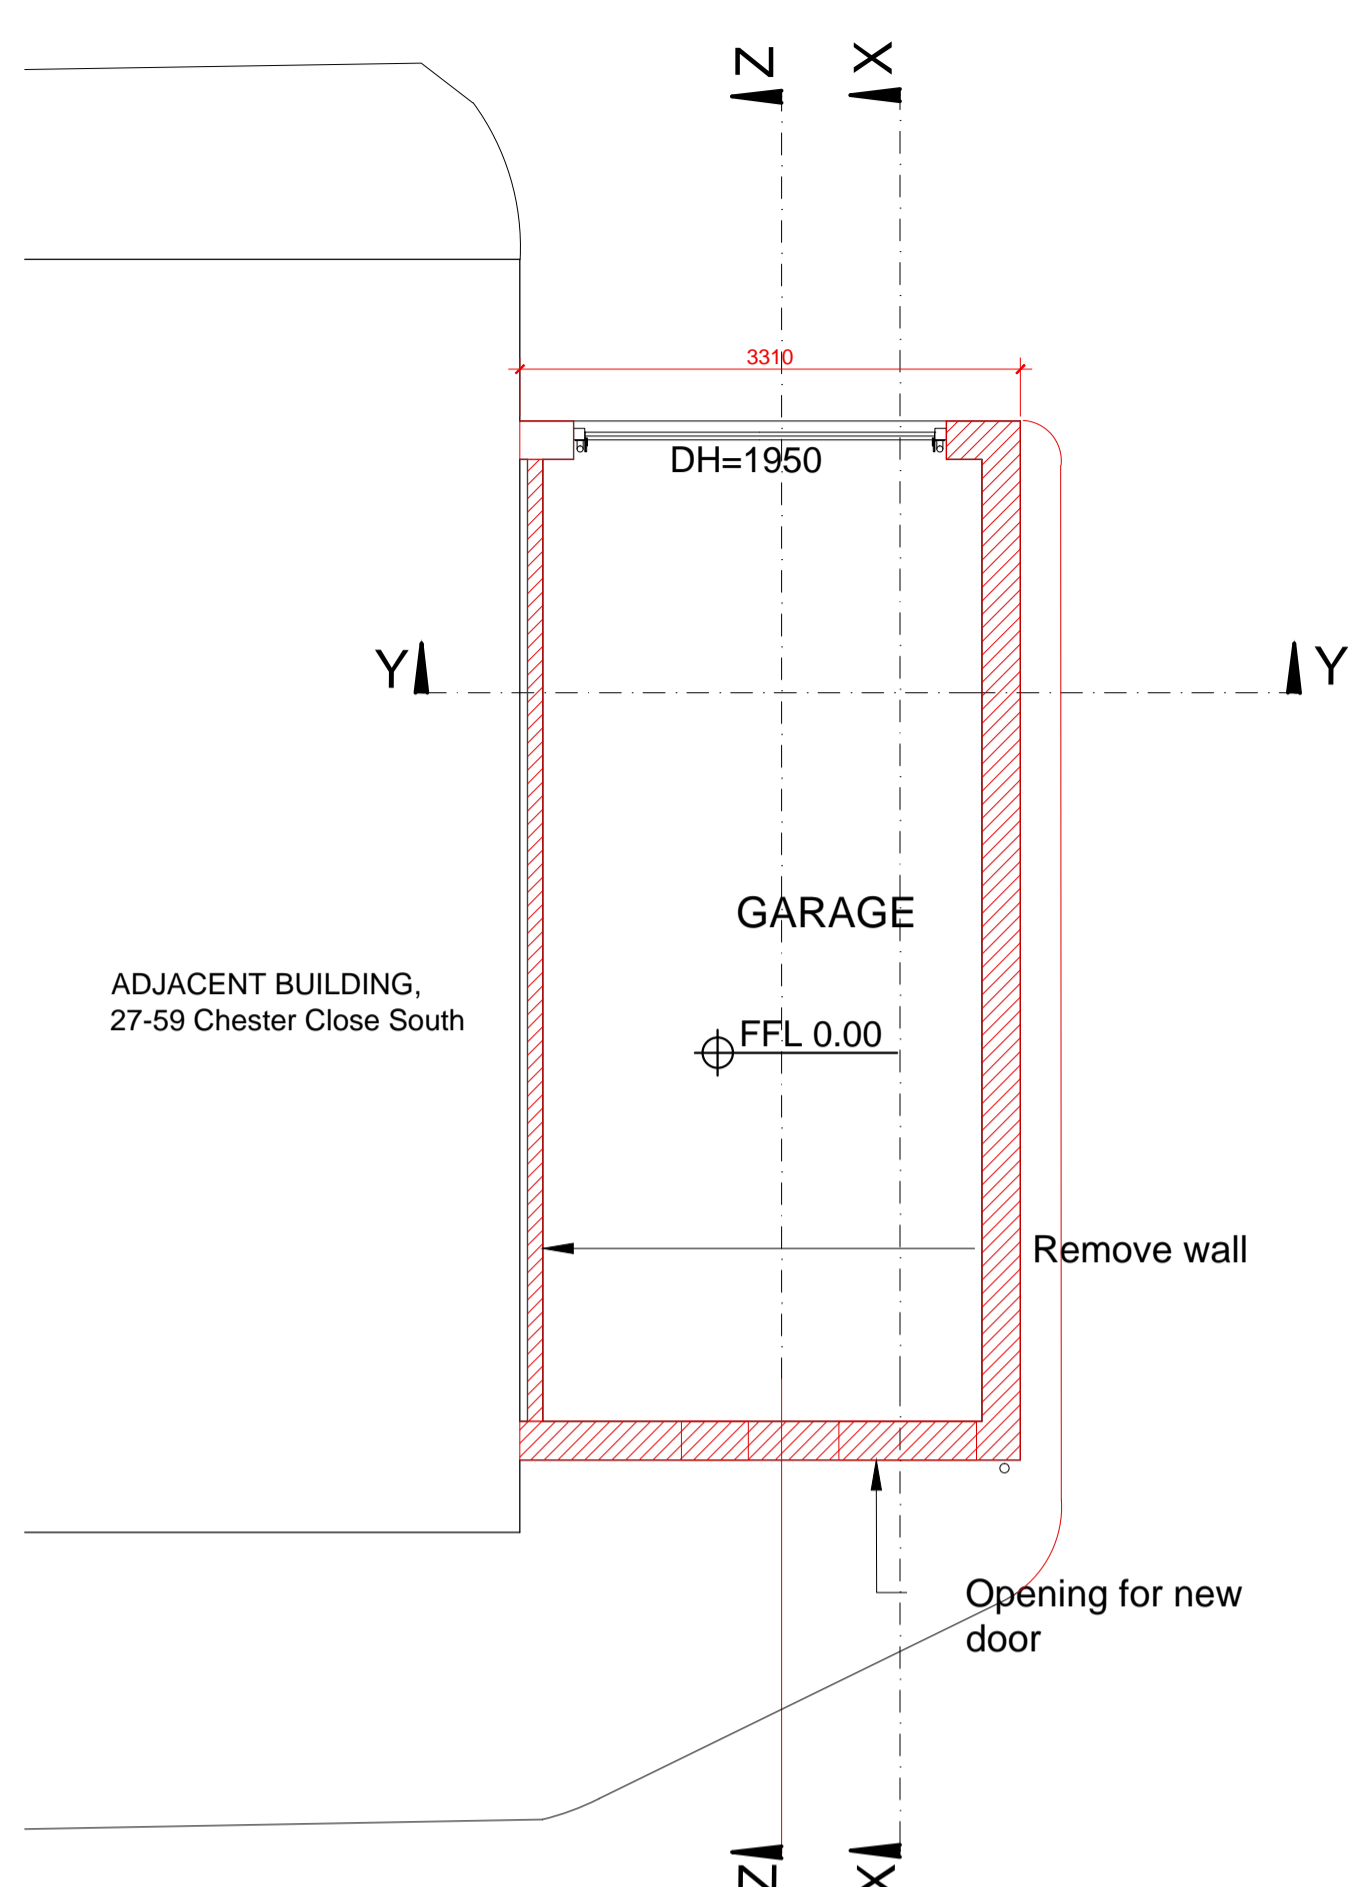 Z X
3310
DH=1950
Y Y
GARAGE
ADJACENT BUILDING,
27-59 Chester Close South
FFL 0.00
Remove wall
Opening for new
door
Z X